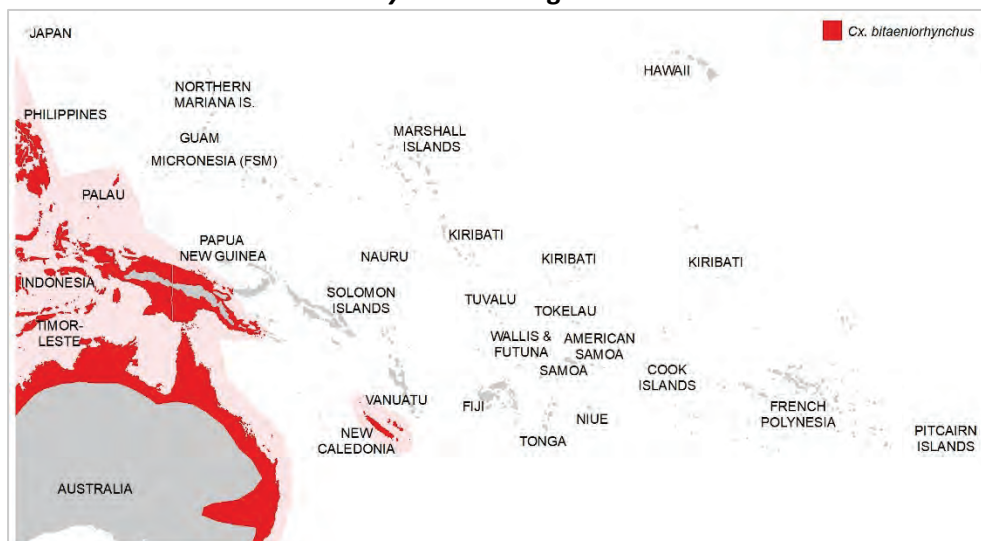 JAPAN
Cx. bitaeniorhynchus
HAWAII
NORTHERN
MARIANA IS.
PHILIPPINES
GUAM
MARSHALL
ISLANDS
MICRONESIA (FSM)
PALAU
KIRIBATI
PAPUA
NEW GUINEA
NAURU
KIRIBATI
KIRIBATI
INDONESIA
SOLOMON
ISLANDS
TUVALU
TOKELAU
TIMOR-
LESTE
WALLIS &
FUTUNA
AMERICAN
SAMOA
SAMOA
COOK
ISLANDS
VANUATU
FIJI
NIUE
FRENCH
POLYNESIA
NEW
CALEDONIA
TONGA
PITCAIRN
ISLANDS
AUSTRALIA